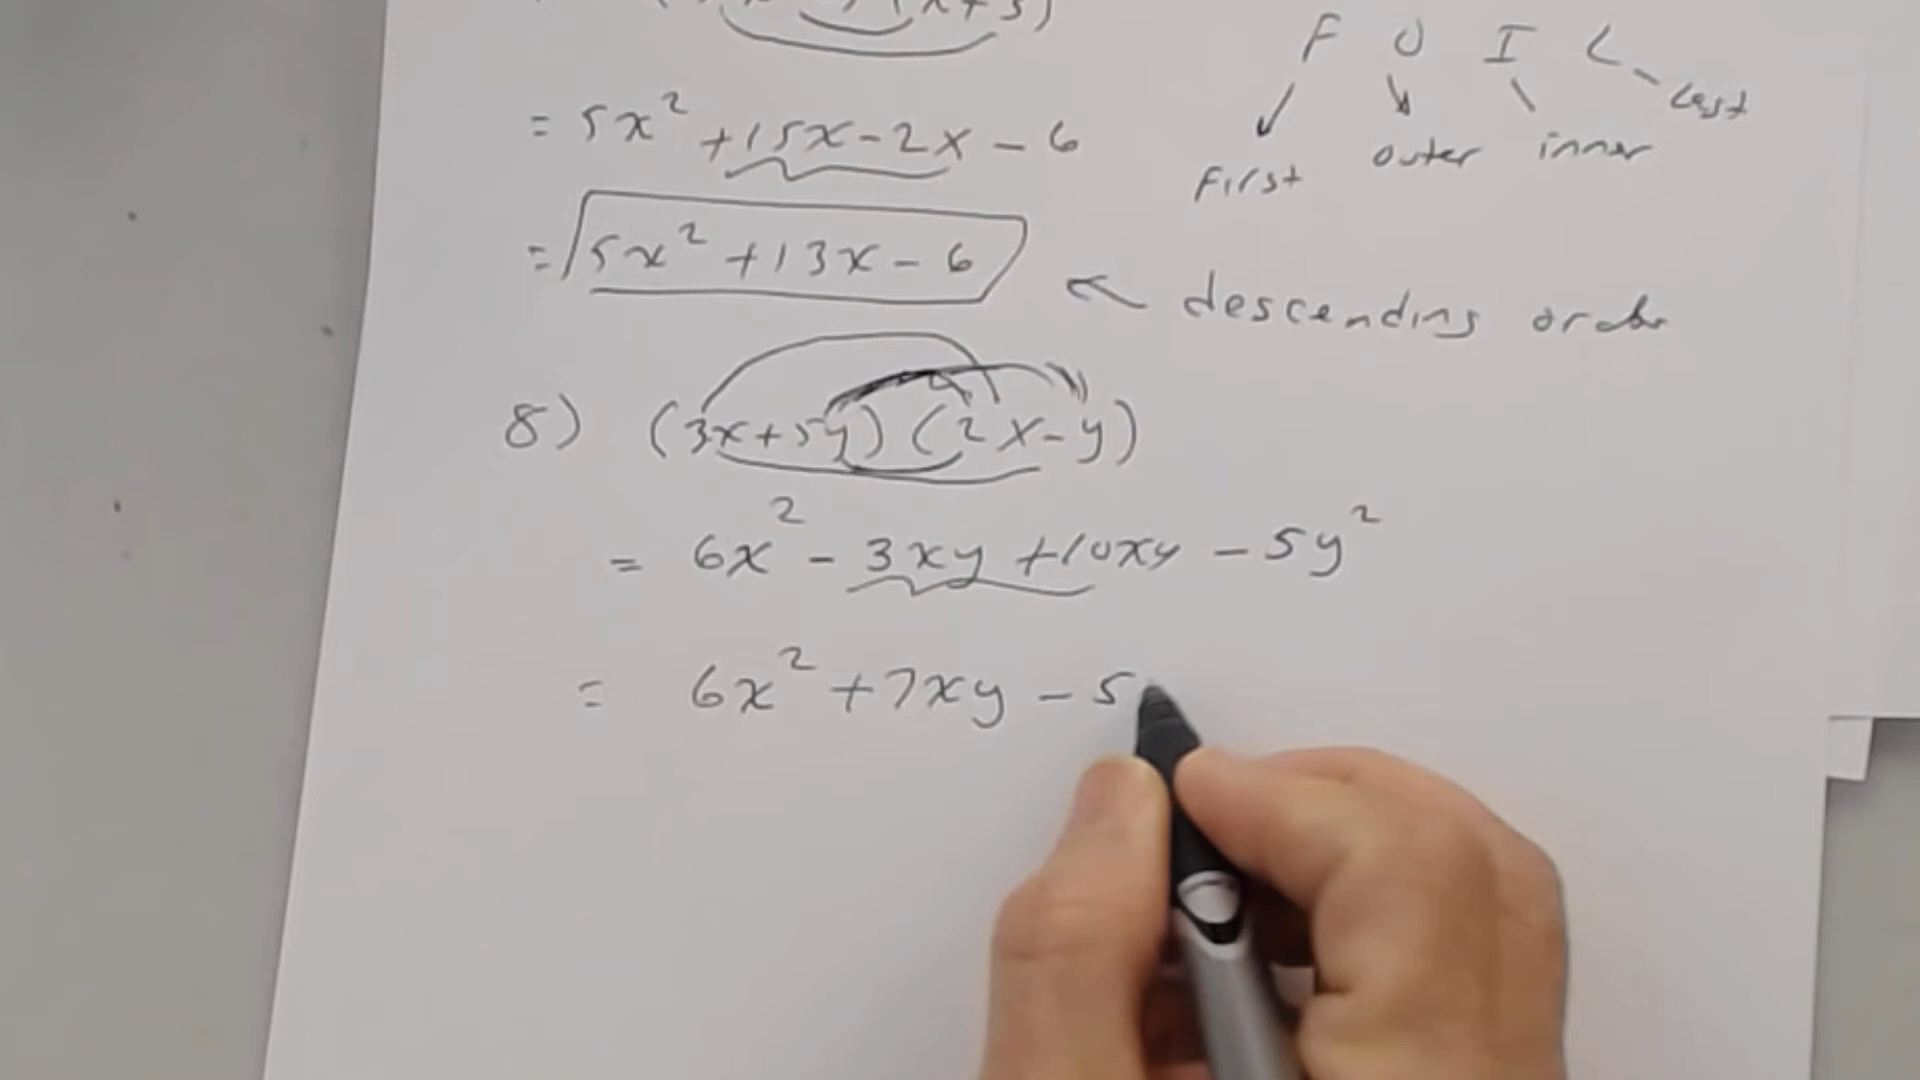 x+3)
F O I L
last
outer inner
First
= 5x² +15x-2x-6
= 5x² +13x-6
← descending order
8) (3x+5y)(2x-y)
= 6x² - 3xy +10xy - 5y²
= 6x² +7xy - 5